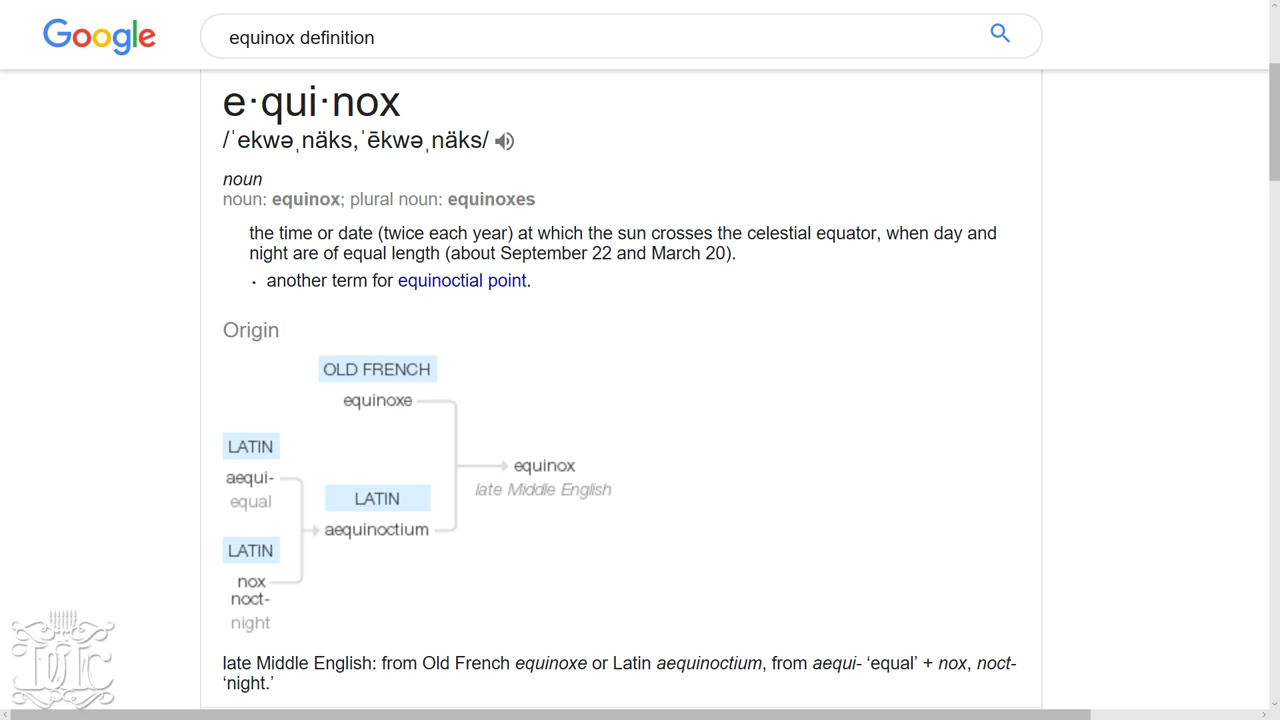 Google
equinox definition
e·qui·nox
/ˈekwəˌnäks,ˈēkwəˌnäks/
noun
noun: equinox; plural noun: equinoxes
the time or date (twice each year) at which the sun crosses the celestial equator, when day and
night are of equal length (about September 22 and March 20).
· another term for equinoctial point.
Origin
OLD FRENCH
equinoxe
LATIN
aequi-
equal
LATIN
aequinoctium
equinox
late Middle English
LATIN
nox
noct-
night
late Middle English: from Old French equinoxe or Latin aequinoctium, from aequi- ‘equal’ + nox, noct-
‘night.’